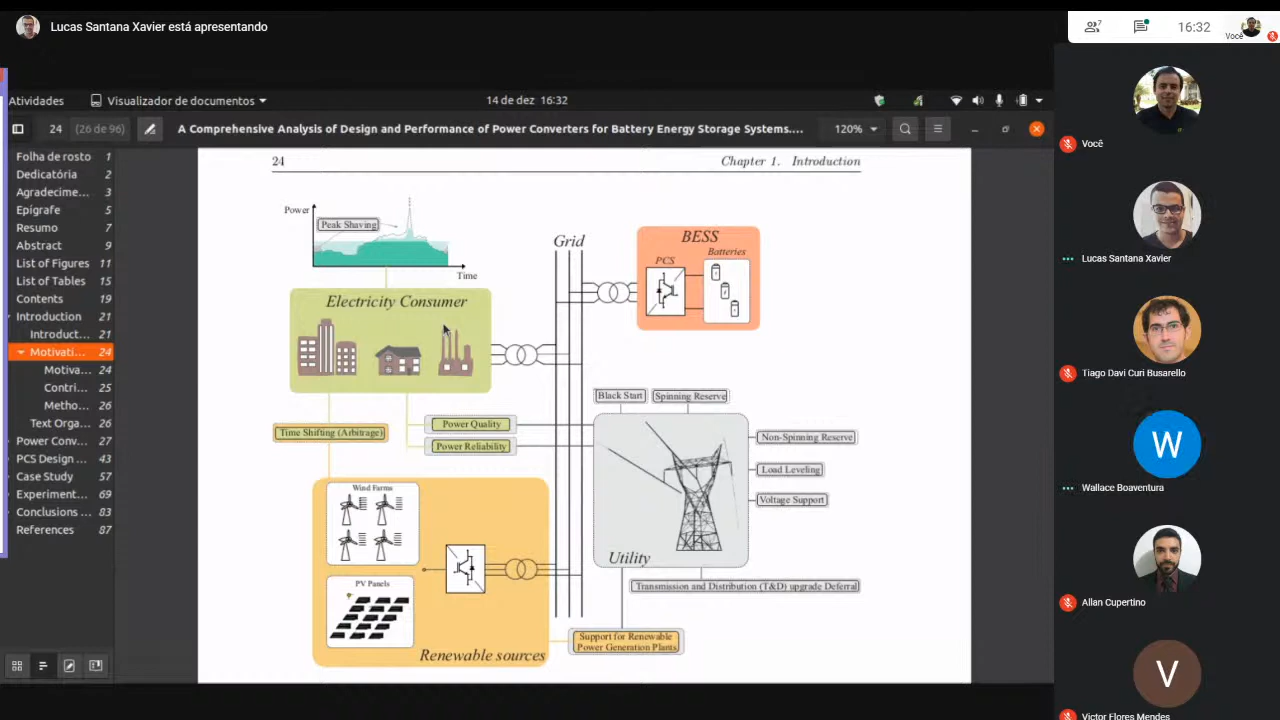 Lucas Santana Xavier está apresentando
7
16:32
Você
Atividades
Visualizador de documentos
14 de dez 16:32
24
(26 de 96)
A Comprehensive Analysis of Design and Performance of Power Converters for Battery Energy Storage Systems....
120%
Folha de rosto 1
Dedicatória 2
Agradecime... 3
Epígrafe 5
Resumo 7
Abstract 9
List of Figures 11
List of Tables 15
Contents 19
Introduction 21
Introduct... 21
Motivati... 24
Motiva... 24
Contri... 25
Metho... 26
Text Orga... 26
Power Conv... 27
PCS Design ... 43
Case Study 57
Experiment... 69
Conclusions ... 83
References 87
24
Chapter 1. Introduction
Power
Peak Shaving
Time
Grid
BESS
PCS
Batteries
Electricity Consumer
Black Start
Spinning Reserve
Time Shifting (Arbitrage)
Power Quality
Power Reliability
Non-Spinning Reserve
Load Leveling
Voltage Support
Wind Farms
Utility
PV Panels
Transmission and Distribution (T&D) upgrade Deferral
Support for Renewable
Power Generation Plants
Renewable sources
Você
Lucas Santana Xavier
Tiago Davi Curi Busarello
W
Wallace Boaventura
Allan Cupertino
V
Victor Flores Mendes